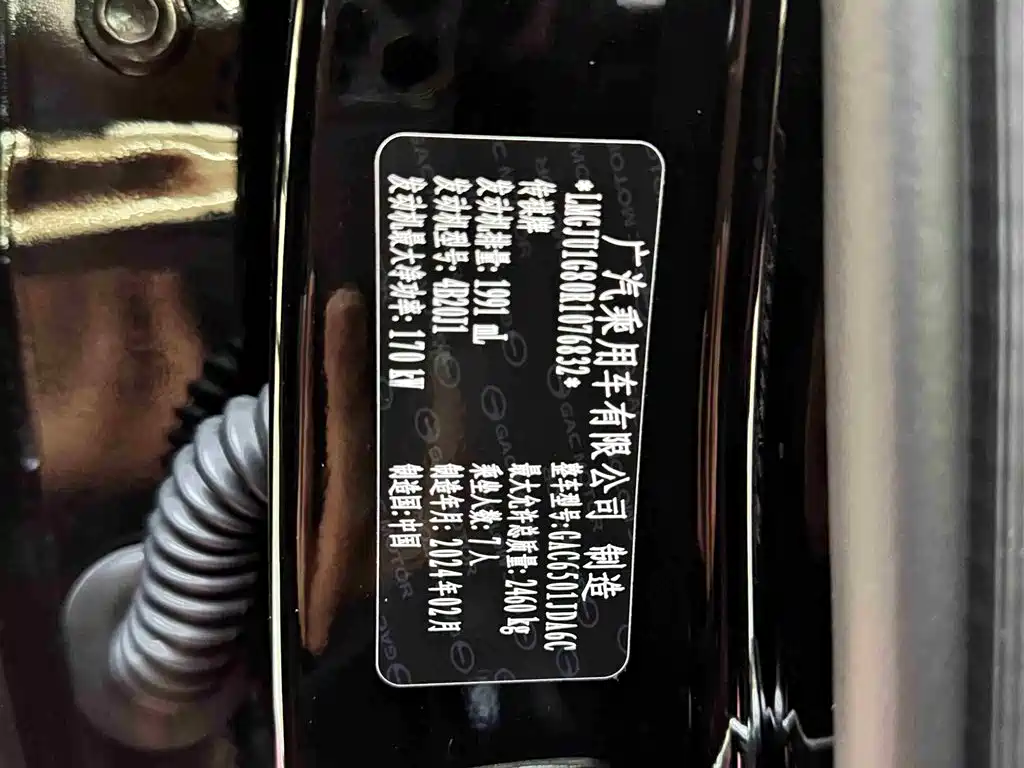 广汽乘用车有限公司 制造
*LMGJU1G80R1076832*
整车型号:GAC6501JDA6C
传祺牌
最大允许总质量:2460 kg
发动机排量:1991 mL
乘坐人数:7人
发动机型号:4B20J1
制造年月:2024年02月
发动机最大净功率:170 kW
制造国:中国